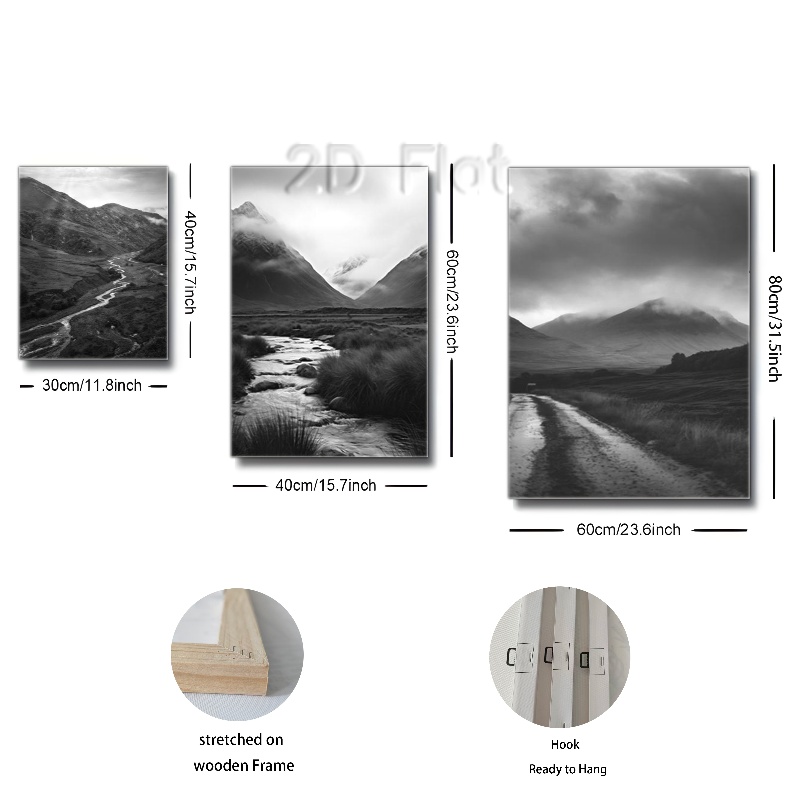 2D Flat
40cm/15.7inch
30cm/11.8inch
60cm/23.6inch
40cm/15.7inch
80cm/31.5inch
60cm/23.6inch
stretched on
wooden Frame
Hook
Ready to Hang